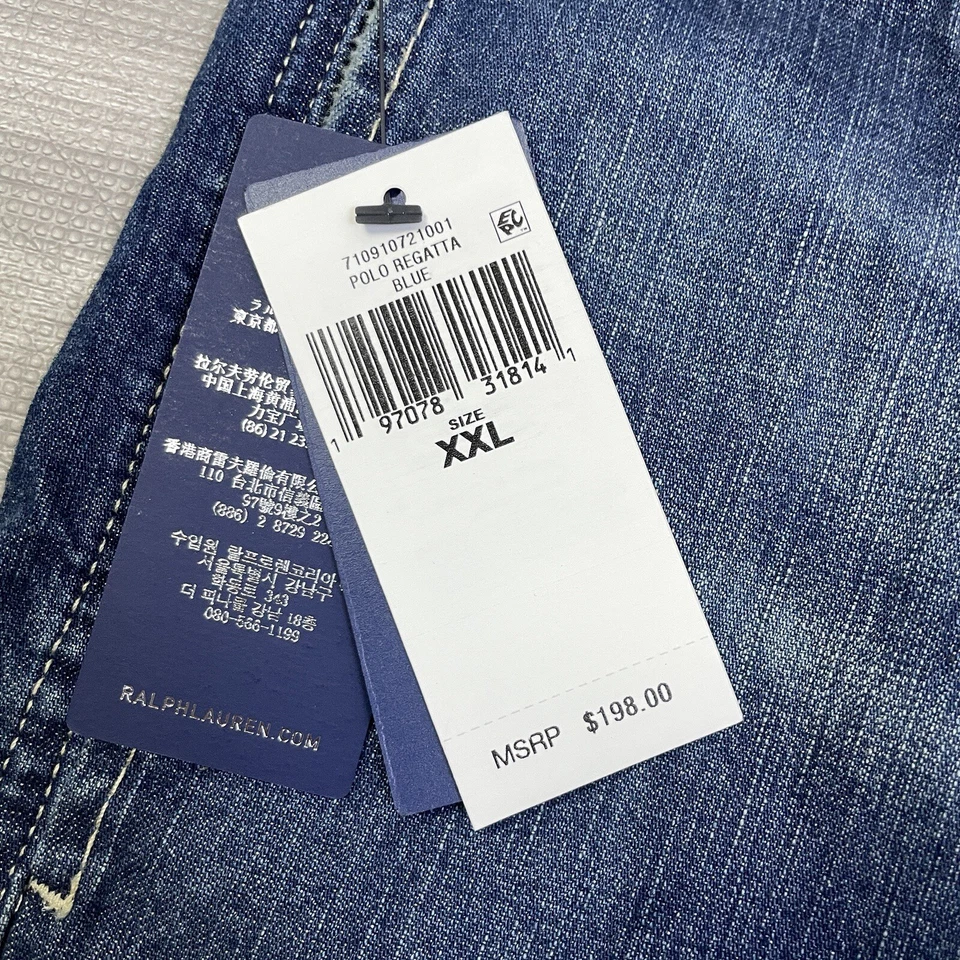 710910721001
POLO REGATTA
BLUE
1 97078 31814 1
SIZE
XXL
MSRP $198.00
東京都
拉尔夫劳伦贸
中国上海黄浦
力宝广
(86) 21 23
香港商雷夫羅倫有限公
110 台北市信義區
97號9樓之2
(886) 2 8729 22
수입원 랄프로렌코리아
서울특별시 강남구
학동로 343
더 피나클 강남 18층
080-566-1199
RALPHLAUREN.COM